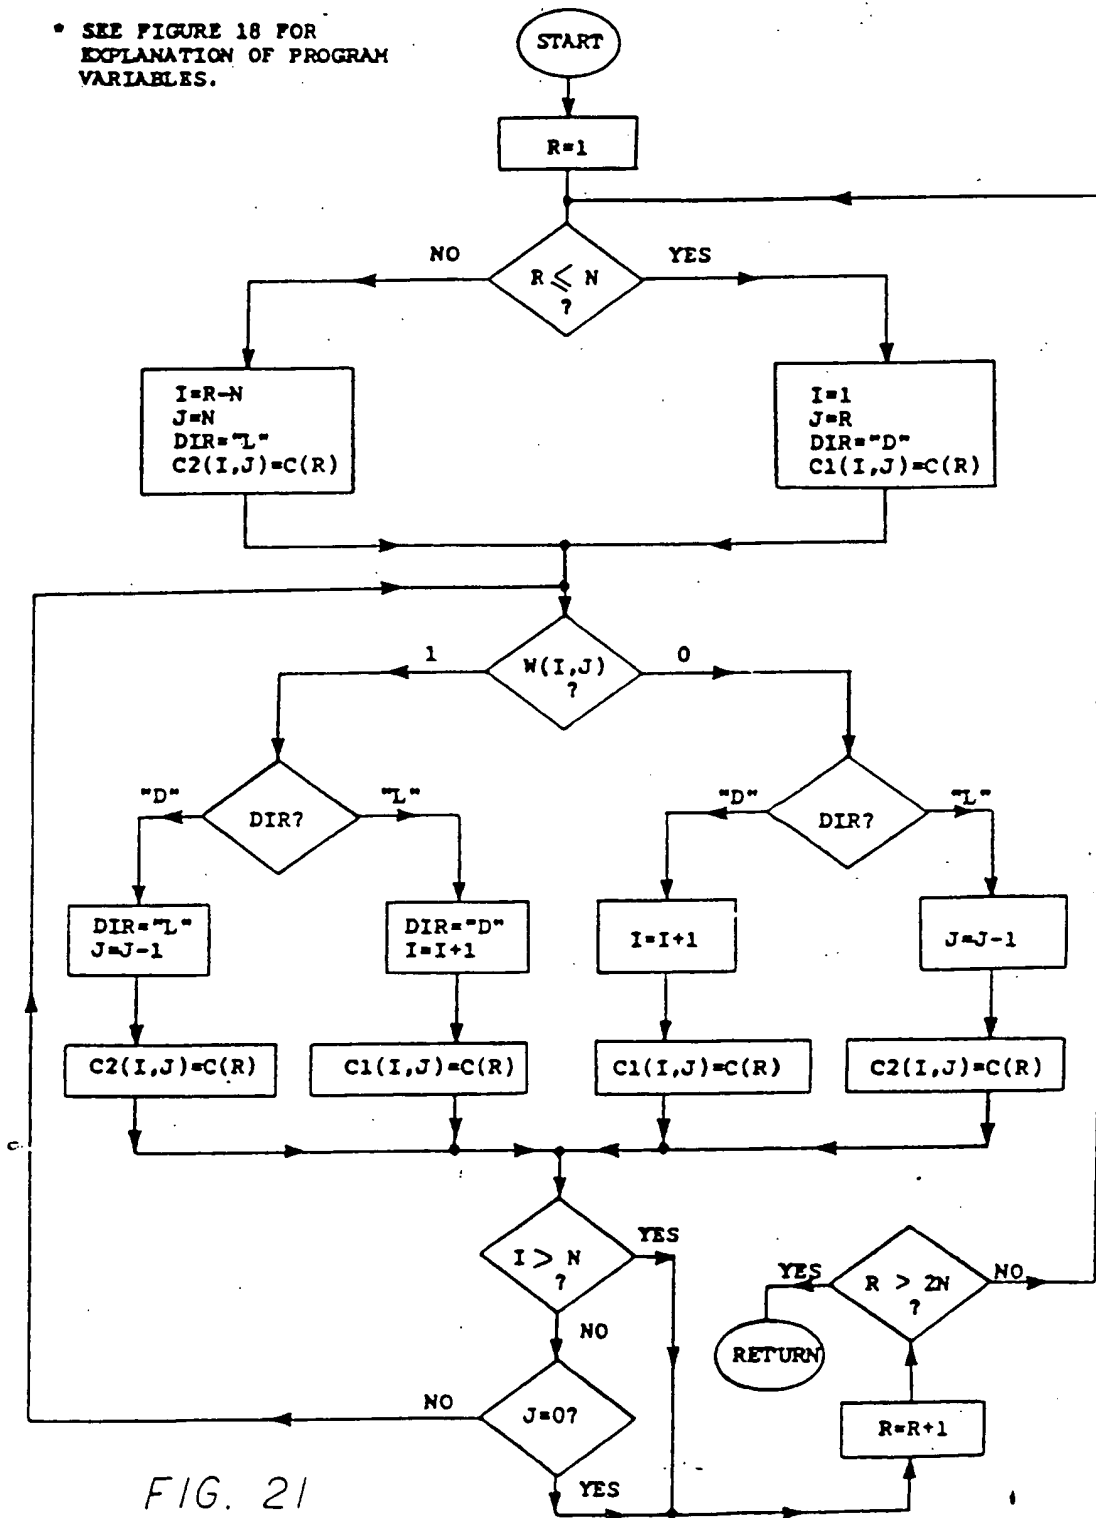 * SEE FIGURE 18 FOR
EXPLANATION OF PROGRAM
VARIABLES.
START
R=1
NO
R ≤ N
?
YES
I=R-N
J=N
DIR="L"
C2(I,J)=C(R)
I=1
J=R
DIR="D"
C1(I,J)=C(R)
1
W(I,J)
?
0
"D"
DIR?
"L"
"D"
DIR?
"L"
DIR="L"
J=J-1
DIR="D"
I=I+1
I=I+1
J=J-1
C2(I,J)=C(R)
C1(I,J)=C(R)
C1(I,J)=C(R)
C2(I,J)=C(R)
I > N
?
YES
NO
YES
R > 2N
?
NO
RETURN
NO
J=0?
YES
R=R+1
FIG. 21